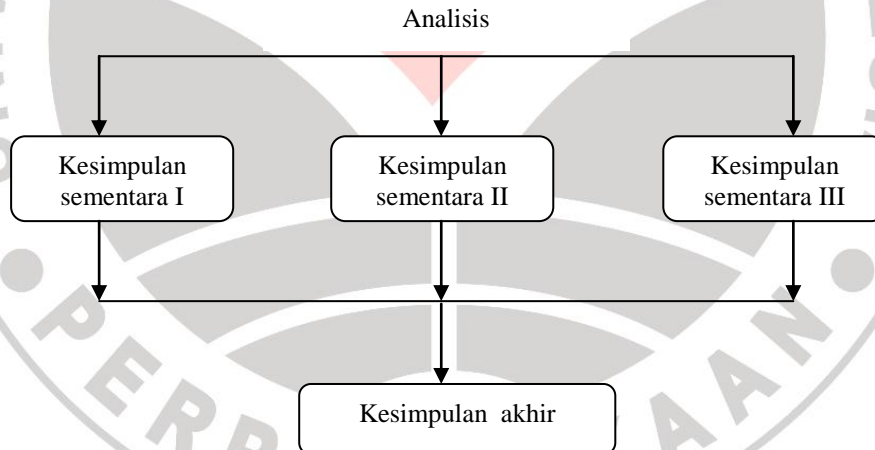 Analisis
Kesimpulan
sementara I
Kesimpulan
sementara II
Kesimpulan
sementara III
Kesimpulan akhir